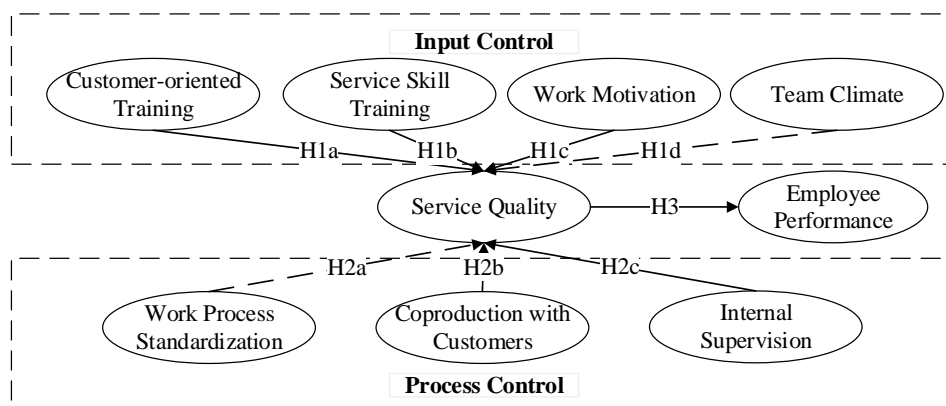 Input Control
Customer-oriented
Training
Service Skill
Training
Work Motivation
Team Climate
H1a
H1b
H1c
H1d
Service Quality
H3
Employee
Performance
H2a
H2b
H2c
Work Process
Standardization
Coproduction with
Customers
Internal
Supervision
Process Control